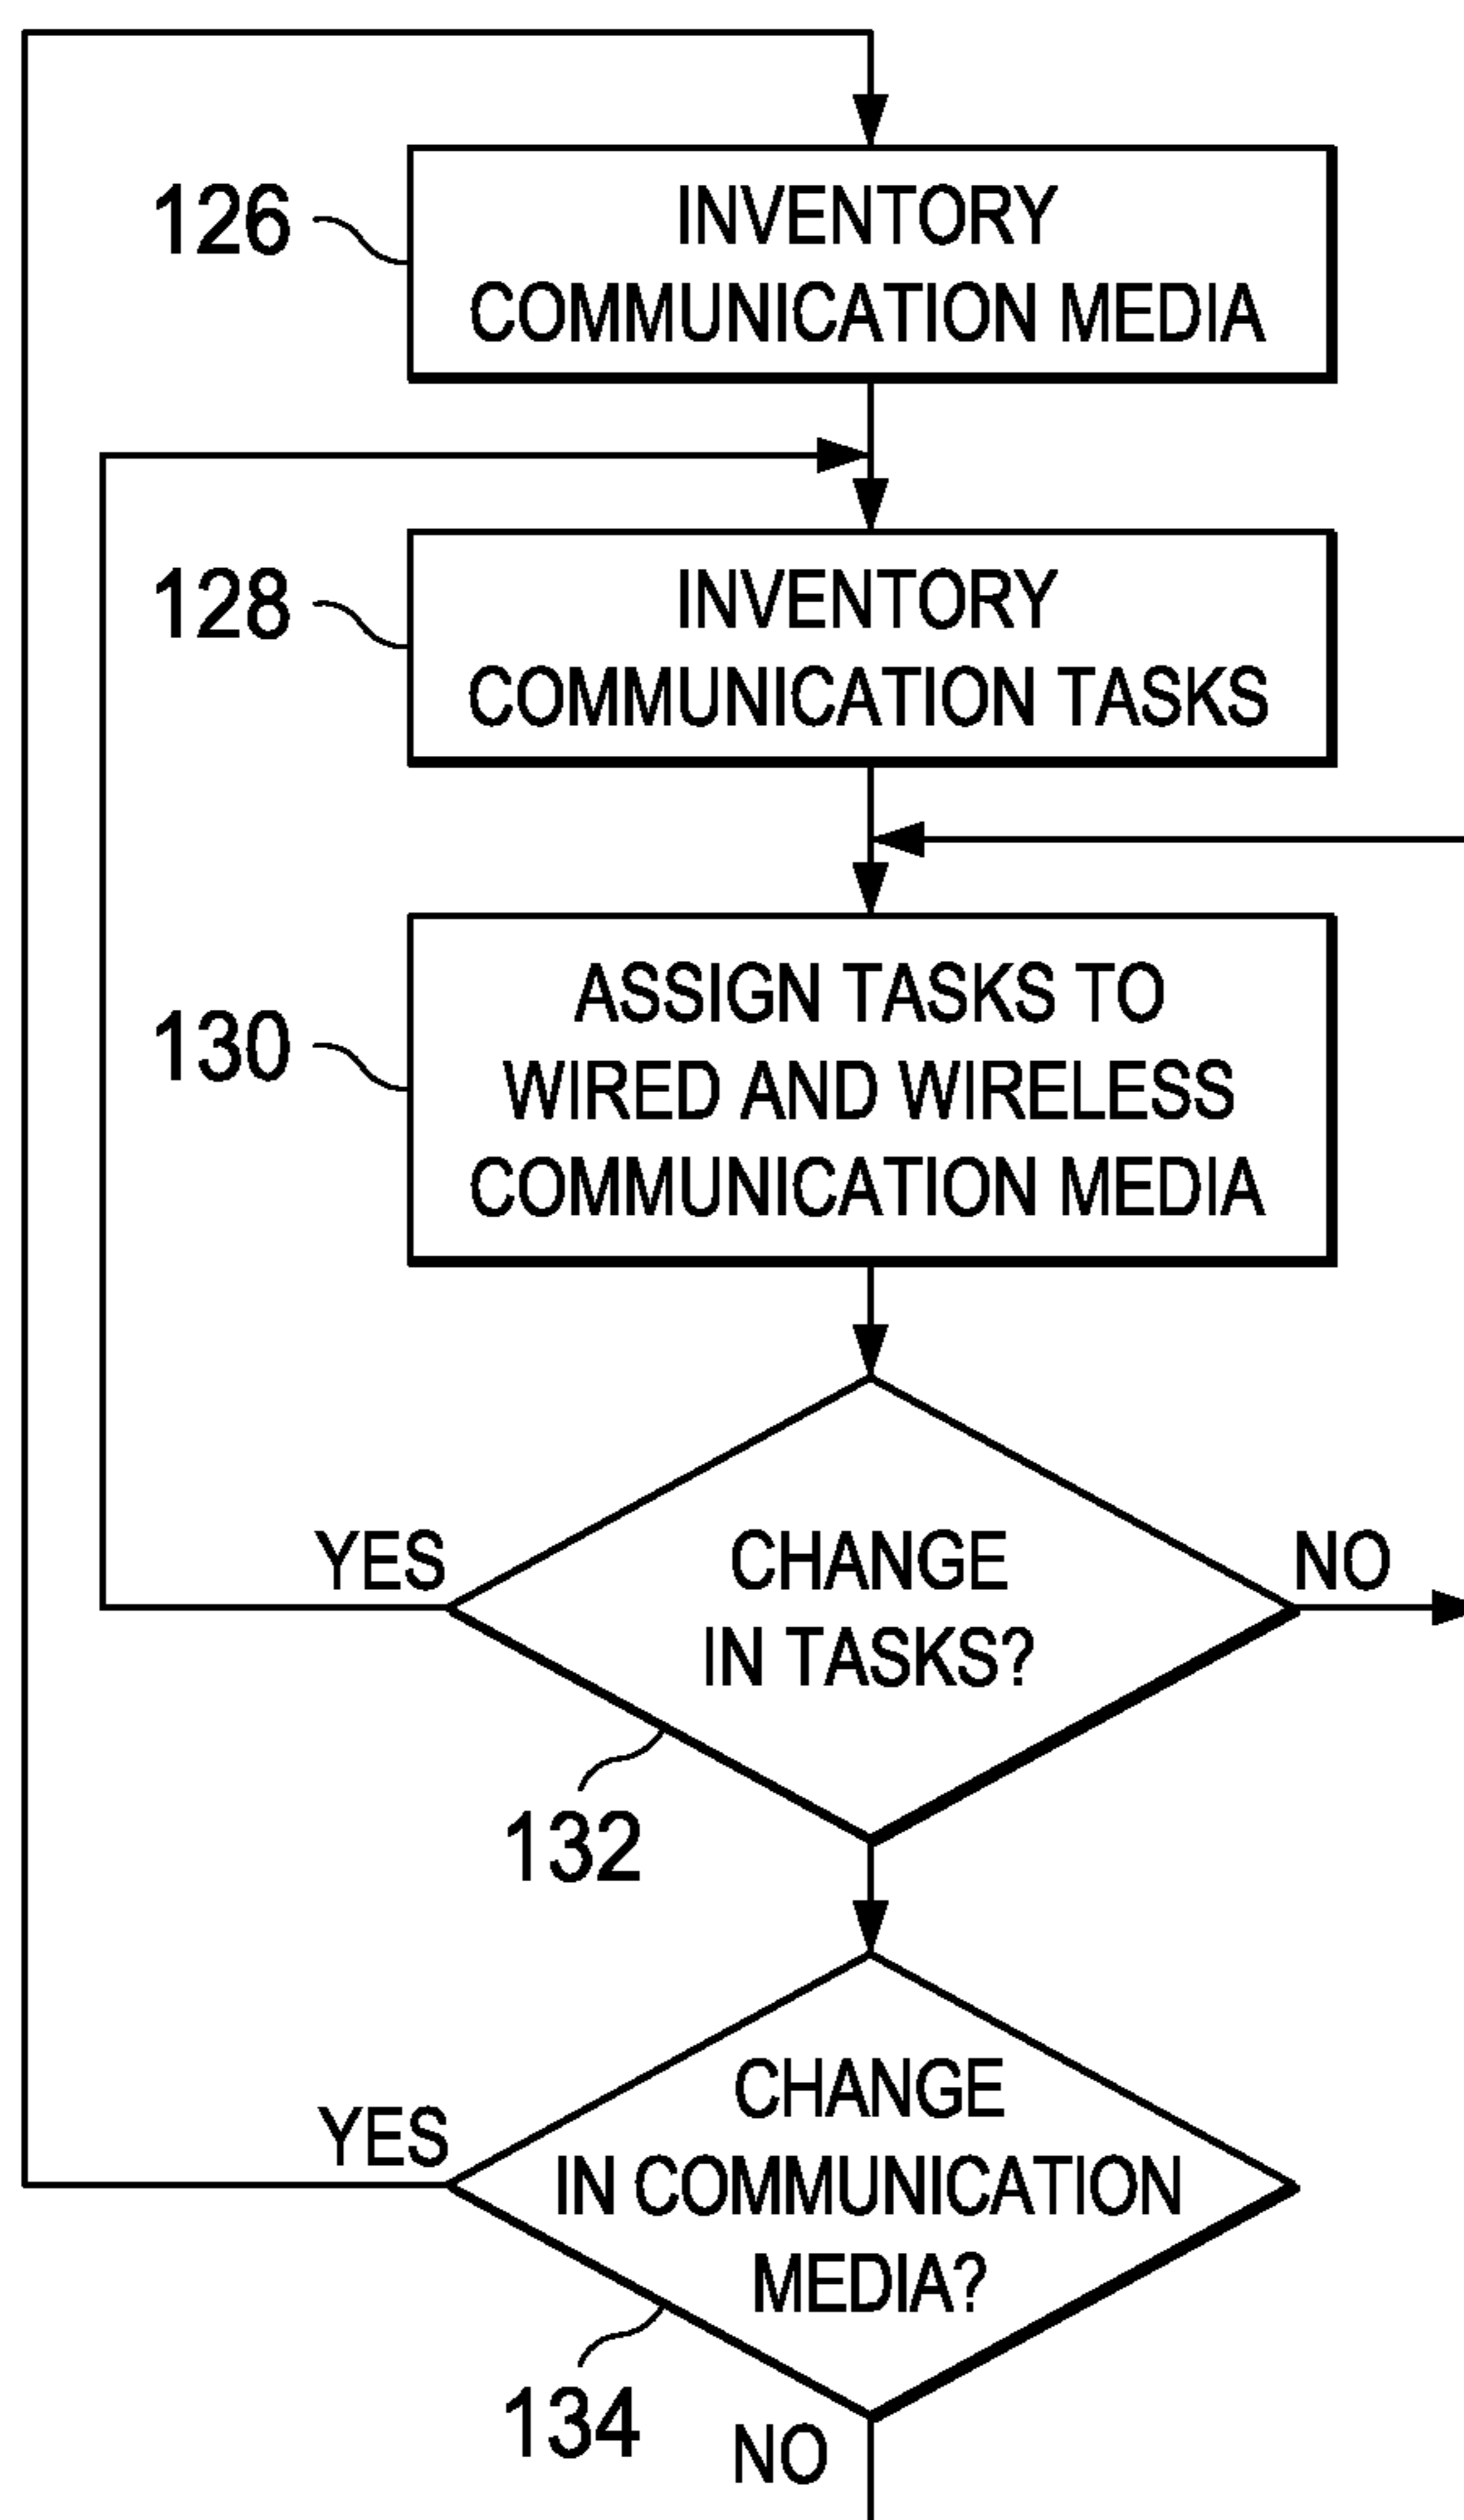 126
INVENTORY
COMMUNICATION MEDIA
128
INVENTORY
COMMUNICATION TASKS
130
ASSIGN TASKS TO
WIRED AND WIRELESS
COMMUNICATION MEDIA
YES
CHANGE
IN TASKS?
NO
132
YES
CHANGE
IN COMMUNICATION
MEDIA?
134
NO